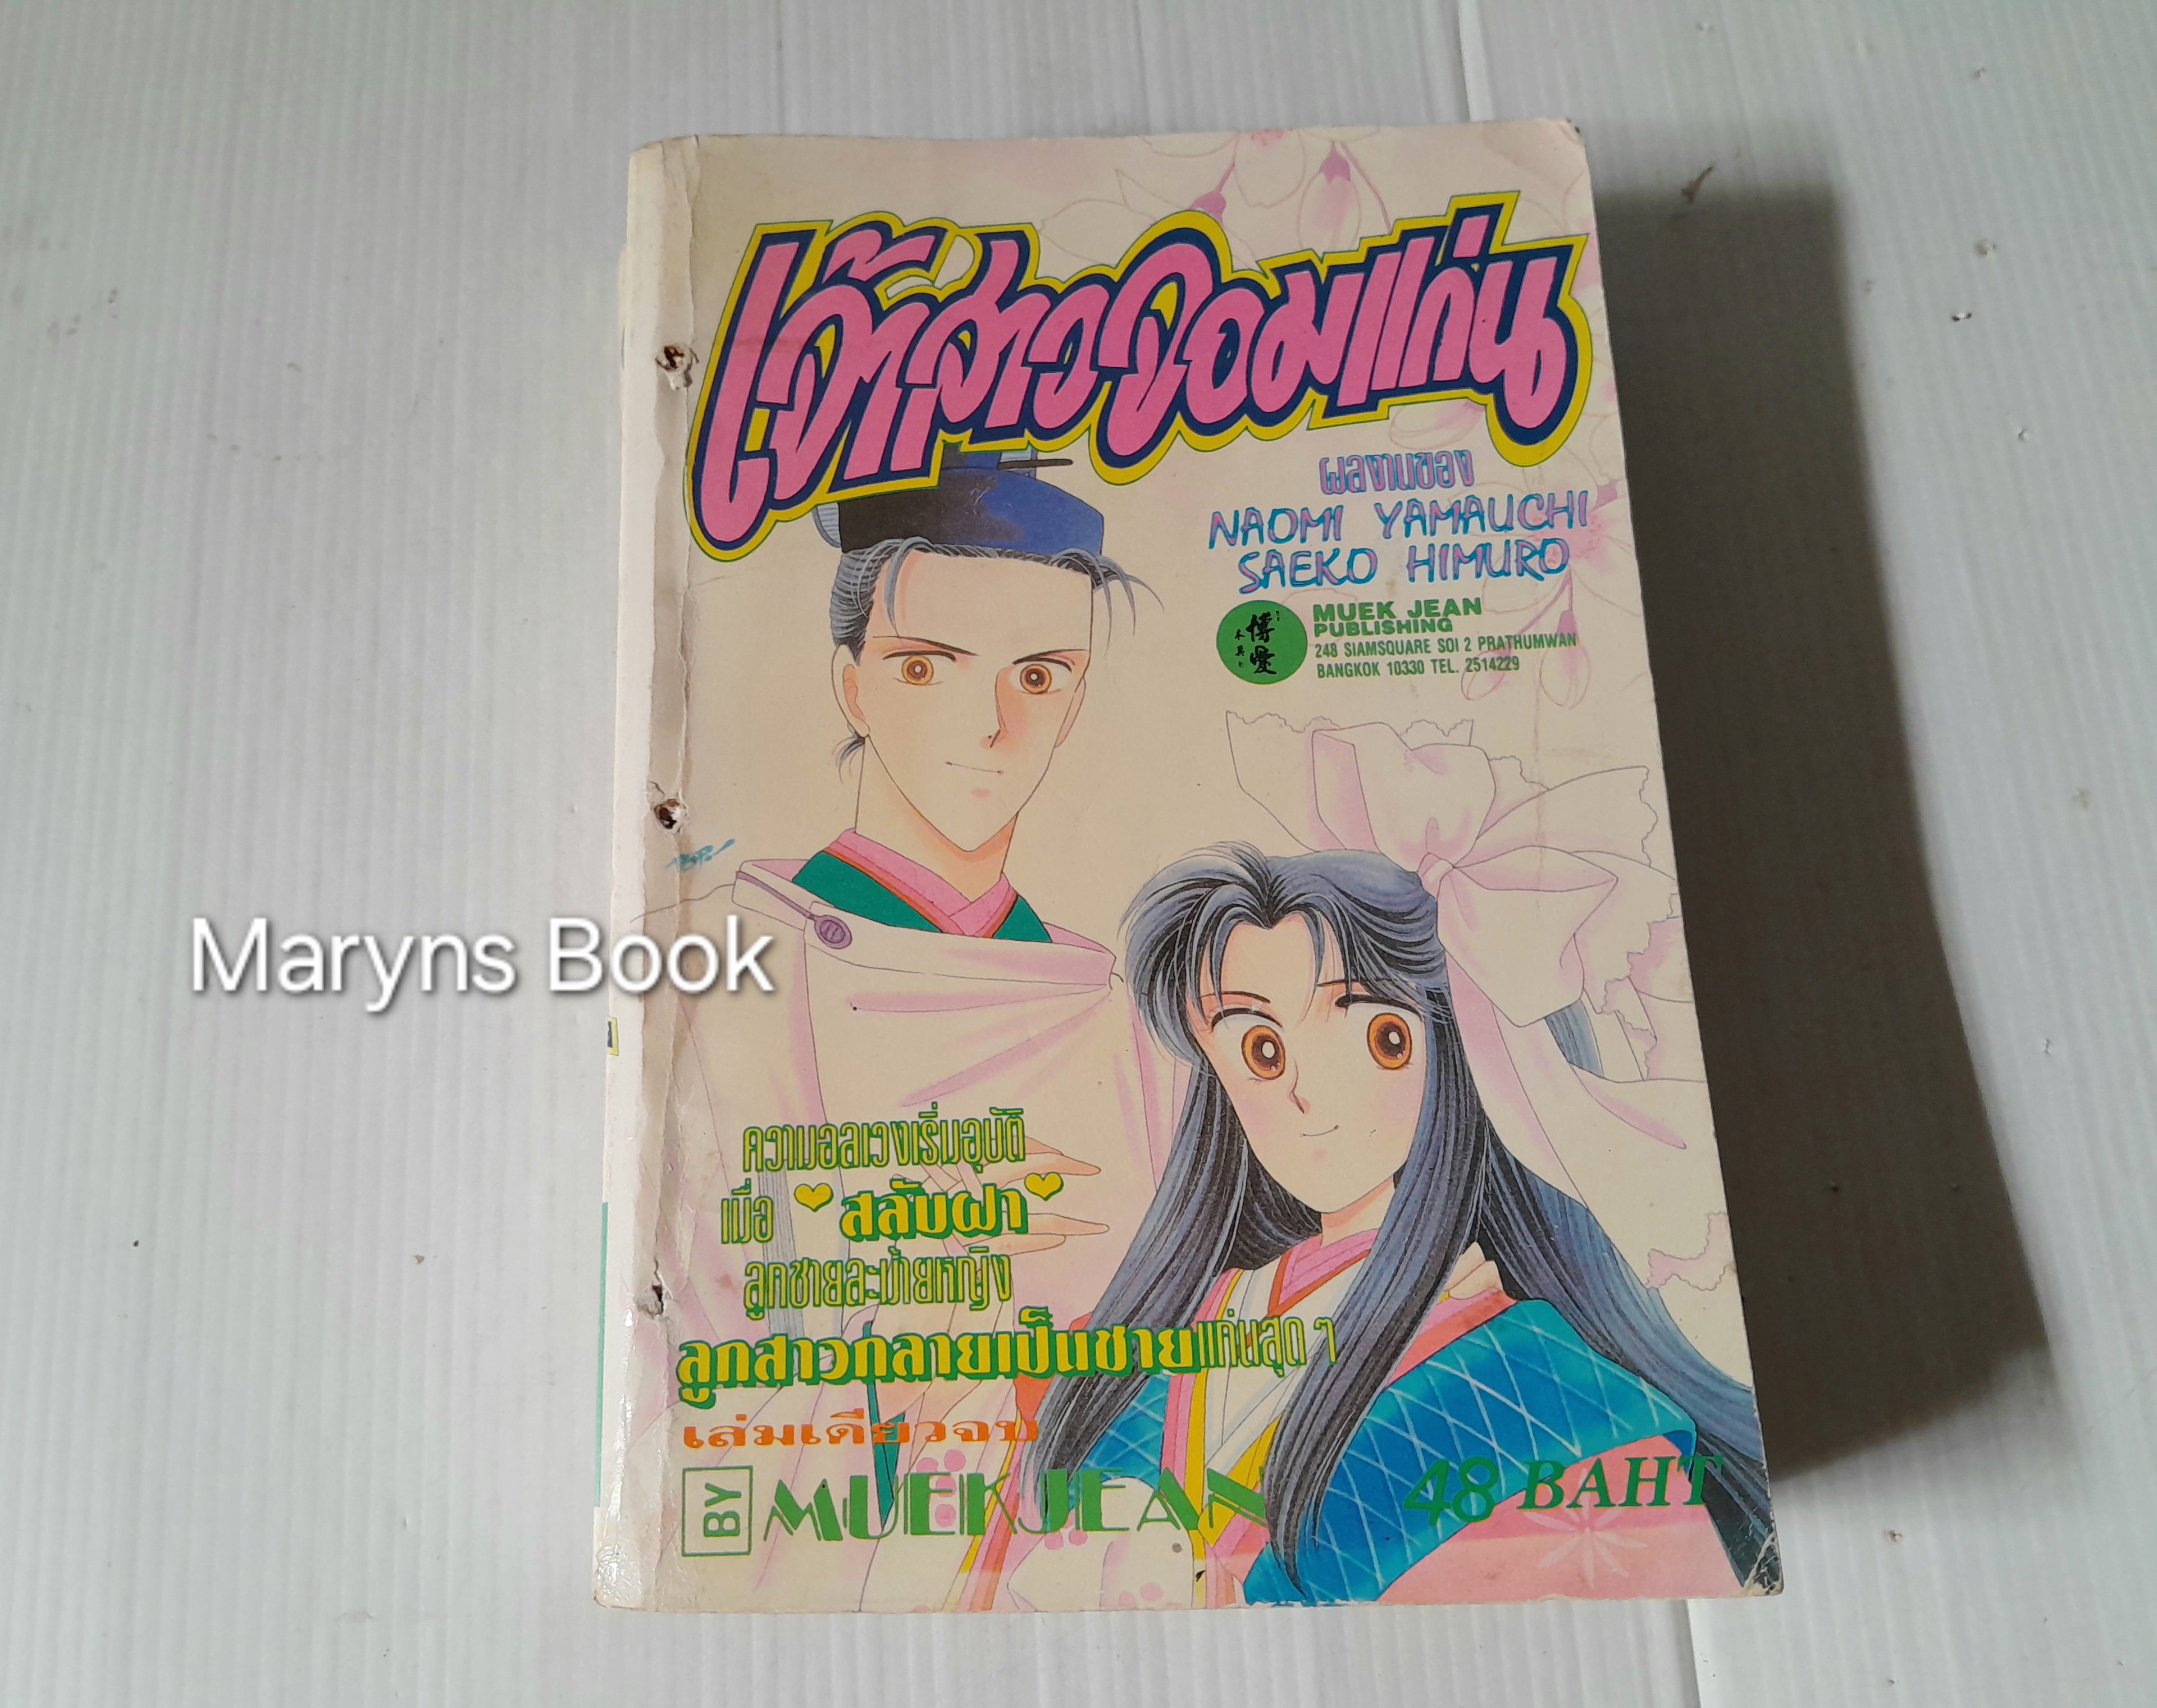 เจ้าสาวจอมแก่น
ผลงานของ
NAOMI YAMAUCHI
SAEKO HIMURO
博愛
MUEK JEAN
PUBLISHING
248 SIAMSQUARE SOI 2 PRATHUMWAN
BANGKOK 10330 TEL. 2514229
Maryns Book
ความอลเวงเริ่มอุบัติ
เมื่อ ❤ สลับฝา ❤
ลูกชายละม้ายหญิง
ลูกสาวกลายเป็นชายแก่นสุด ๆ
เล่มเดียวจบ
BY MUEK JEAN
48 BAHT